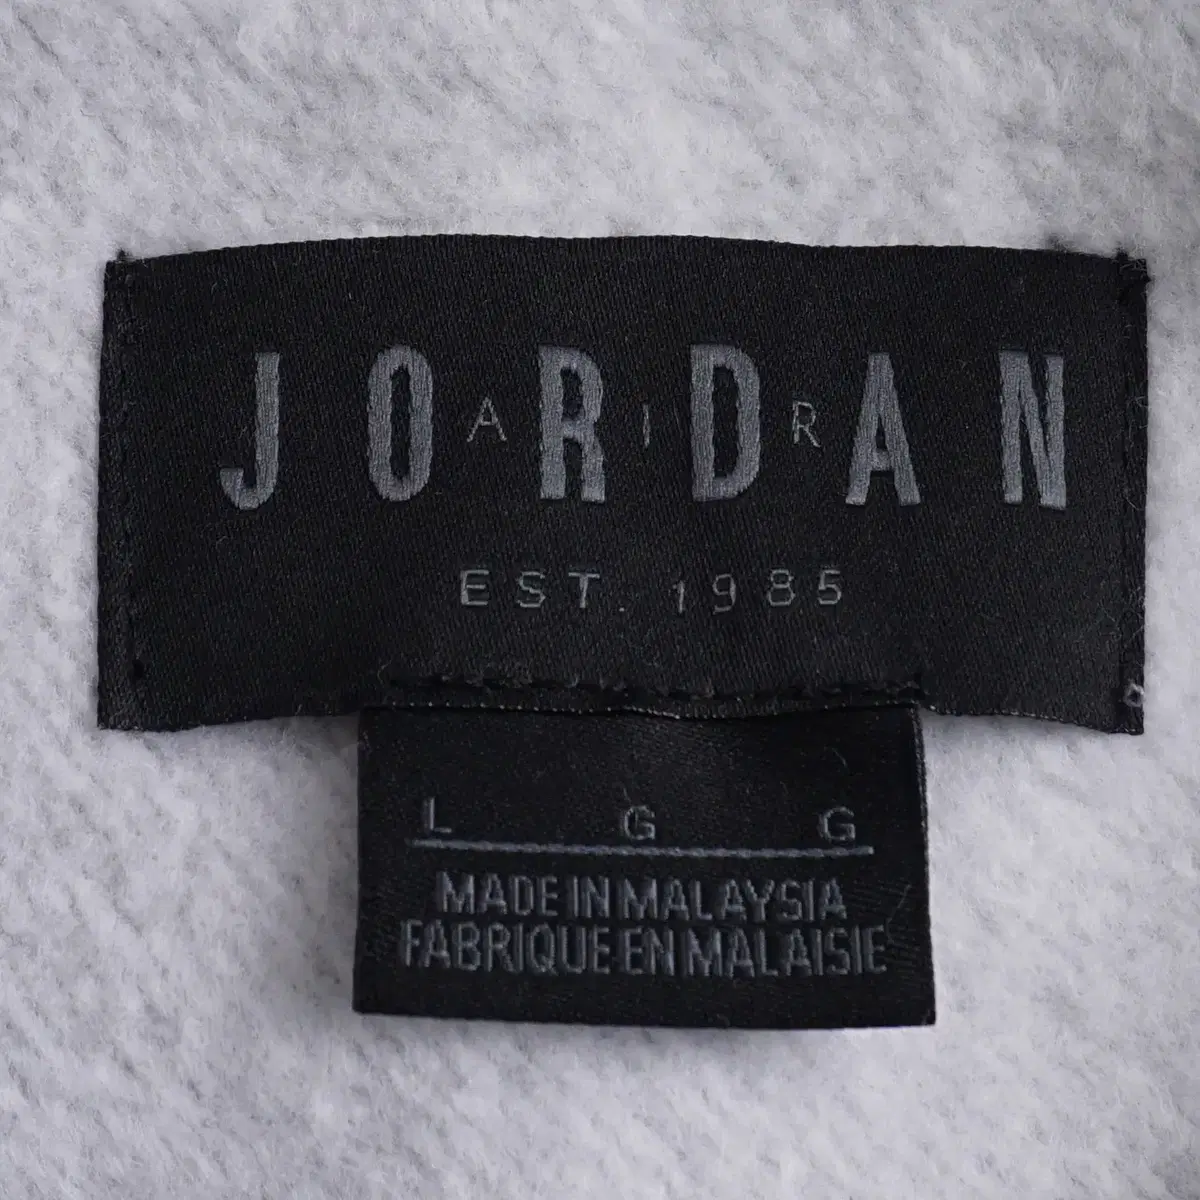 JORDAN
AIR
EST. 1985
L G G
MADE IN MALAYSIA
FABRIQUE EN MALAISIE